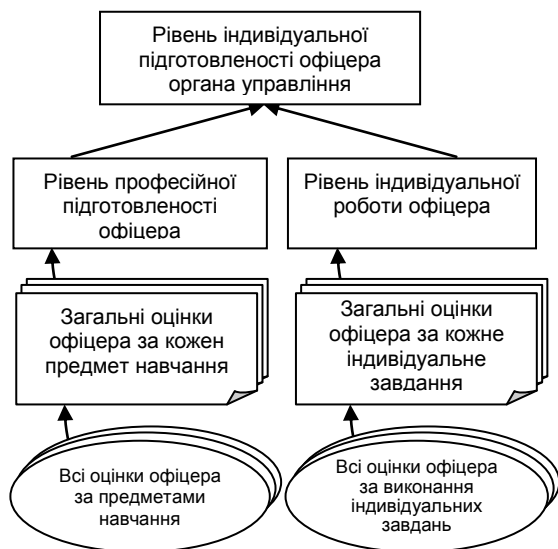 Рівень індивідуальної
підготовленості офіцера
органа управління
Рівень професійної
підготовленості
офіцера
Рівень індивідуальної
роботи офіцера
Загальні оцінки
офіцера за кожен
предмет навчання
Загальні оцінки
офіцера за кожне
індивідуальне
завдання
Всі оцінки офіцера
за предметами
навчання
Всі оцінки офіцера
за виконання
індивідуальних
завдань